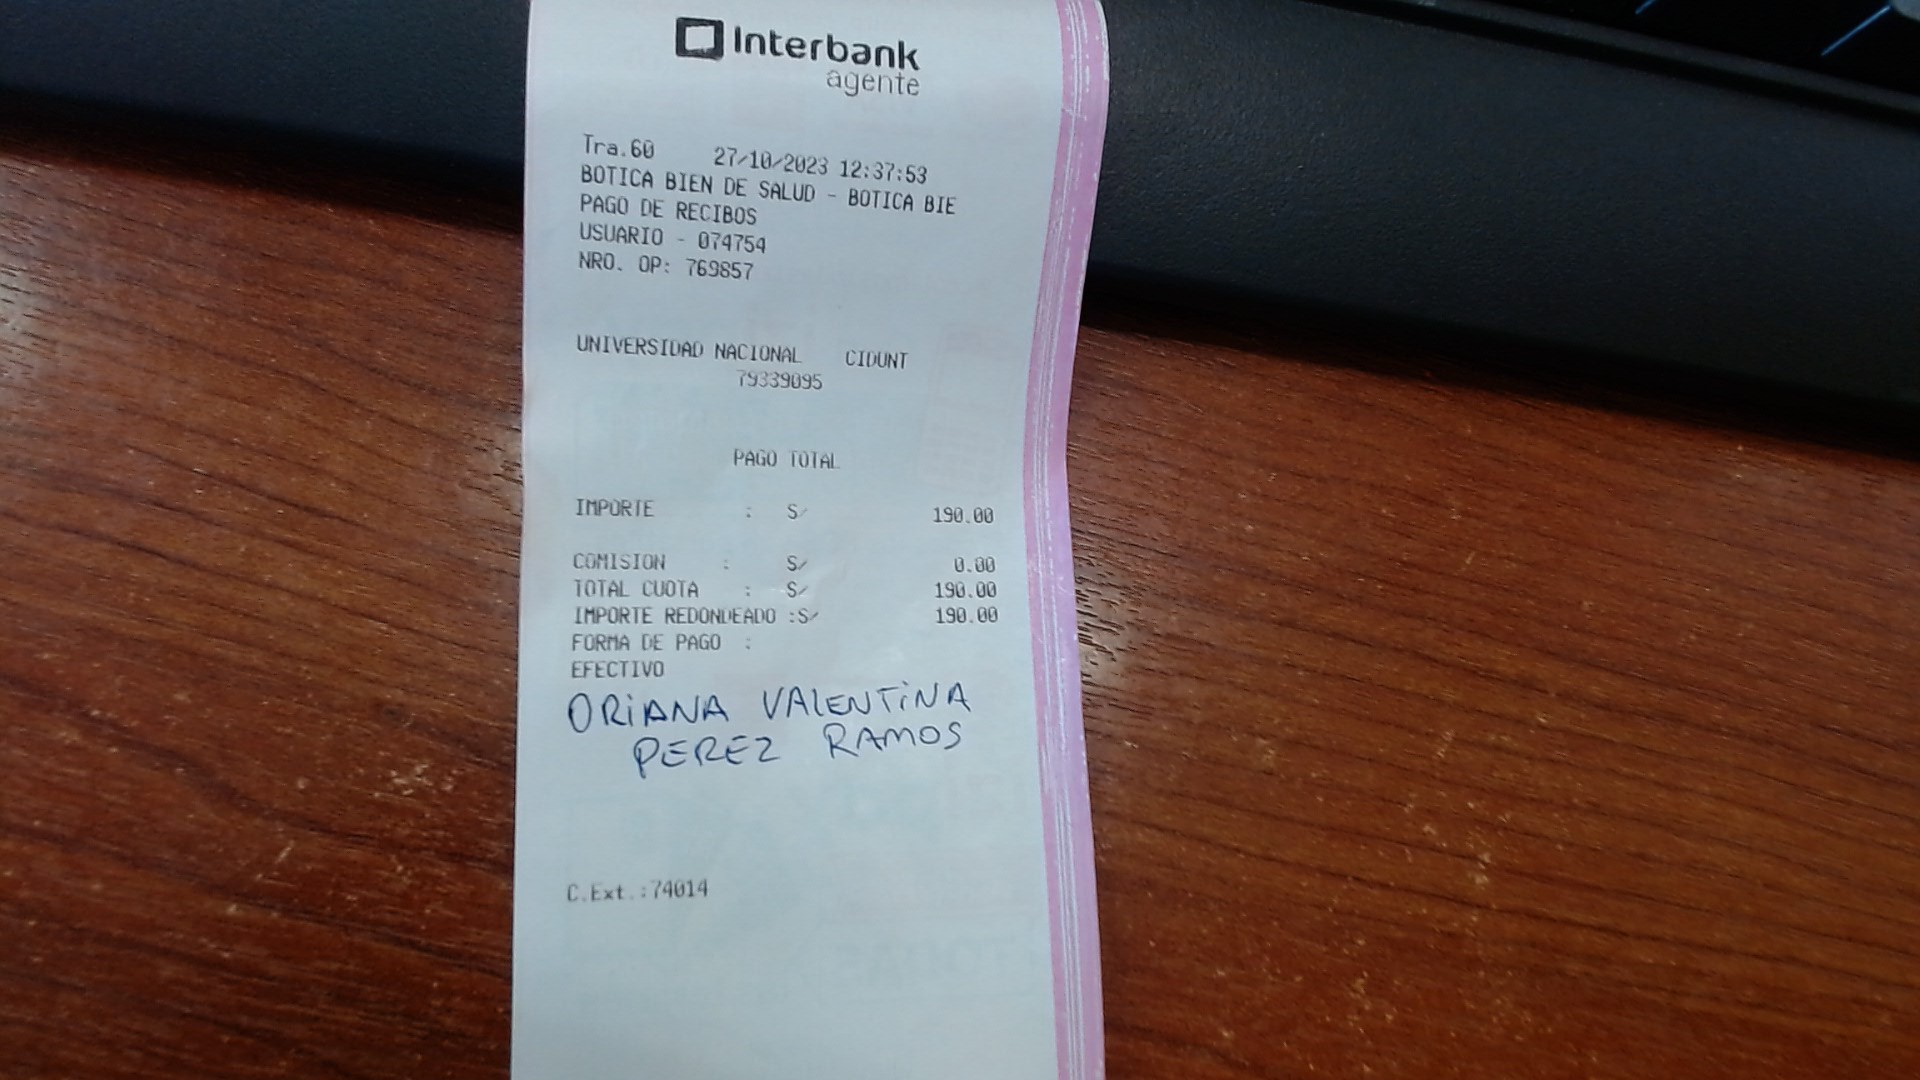 Interbank
agente
Tra.60 27/10/2023 12:37:53
BOTICA BIEN DE SALUD - BOTICA BIE
PAGO DE RECIBOS
USUARIO - 074754
NRO. OP: 769857
UNIVERSIDAD NACIONAL CIDUNT
79339095
PAGO TOTAL
IMPORTE : S/ 190.00
COMISION : S/ 0.00
TOTAL CUOTA : S/ 190.00
IMPORTE REDONDEADO :S/ 190.00
FORMA DE PAGO :
EFECTIVO
ORIANA VALENTINA
PEREZ RAMOS
C.Ext.:74014